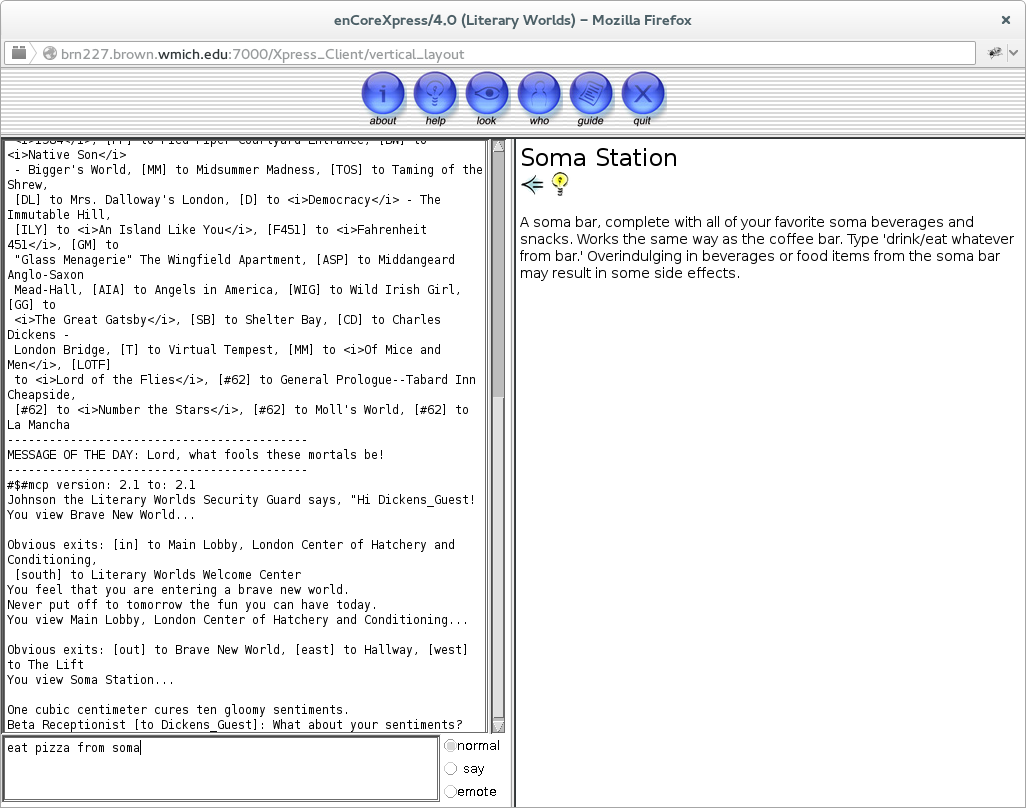 enCoreXpress/4.0 (Literary Worlds) – Mozilla Firefox
brn227.brown.wmich.edu:7000/Xpress_Client/vertical_layout
about help look who guide quit
<i>1984</i>, [PP] to Pied Piper Courtyard Entrance, [BW] to
<i>Native Son</i>
- Bigger's World, [MM] to Midsummer Madness, [TOS] to Taming of the
Shrew,
[DL] to Mrs. Dalloway's London, [D] to <i>Democracy</i> - The
Immutable Hill,
[ILY] to <i>An Island Like You</i>, [F451] to <i>Fahrenheit
451</i>, [GM] to
"Glass Menagerie" The Wingfield Apartment, [ASP] to Middangeard
Anglo-Saxon
Mead-Hall, [AIA] to Angels in America, [WIG] to Wild Irish Girl,
[GG] to
<i>The Great Gatsby</i>, [SB] to Shelter Bay, [CD] to Charles
Dickens -
London Bridge, [T] to Virtual Tempest, [MM] to <i>Of Mice and
Men</i>, [LOTF]
to <i>Lord of the Flies</i>, [#62] to General Prologue--Tabard Inn
Cheapside,
[#62] to <i>Number the Stars</i>, [#62] to Moll's World, [#62] to
La Mancha
-------------------------------------------
MESSAGE OF THE DAY: Lord, what fools these mortals be!
-------------------------------------------
#$#mcp version: 2.1 to: 2.1
Johnson the Literary Worlds Security Guard says, "Hi Dickens_Guest!
You view Brave New World...
Obvious exits: [in] to Main Lobby, London Center of Hatchery and
Conditioning,
[south] to Literary Worlds Welcome Center
You feel that you are entering a brave new world.
Never put off to tomorrow the fun you can have today.
You view Main Lobby, London Center of Hatchery and Conditioning...
Obvious exits: [out] to Brave New World, [east] to Hallway, [west]
to The Lift
You view Soma Station...
One cubic centimeter cures ten gloomy sentiments.
Beta Receptionist [to Dickens_Guest]: What about your sentiments?
eat pizza from soma
normal
say
emote
Soma Station
A soma bar, complete with all of your favorite soma beverages and
snacks. Works the same way as the coffee bar. Type 'drink/eat whatever
from bar.' Overindulging in beverages or food items from the soma bar
may result in some side effects.